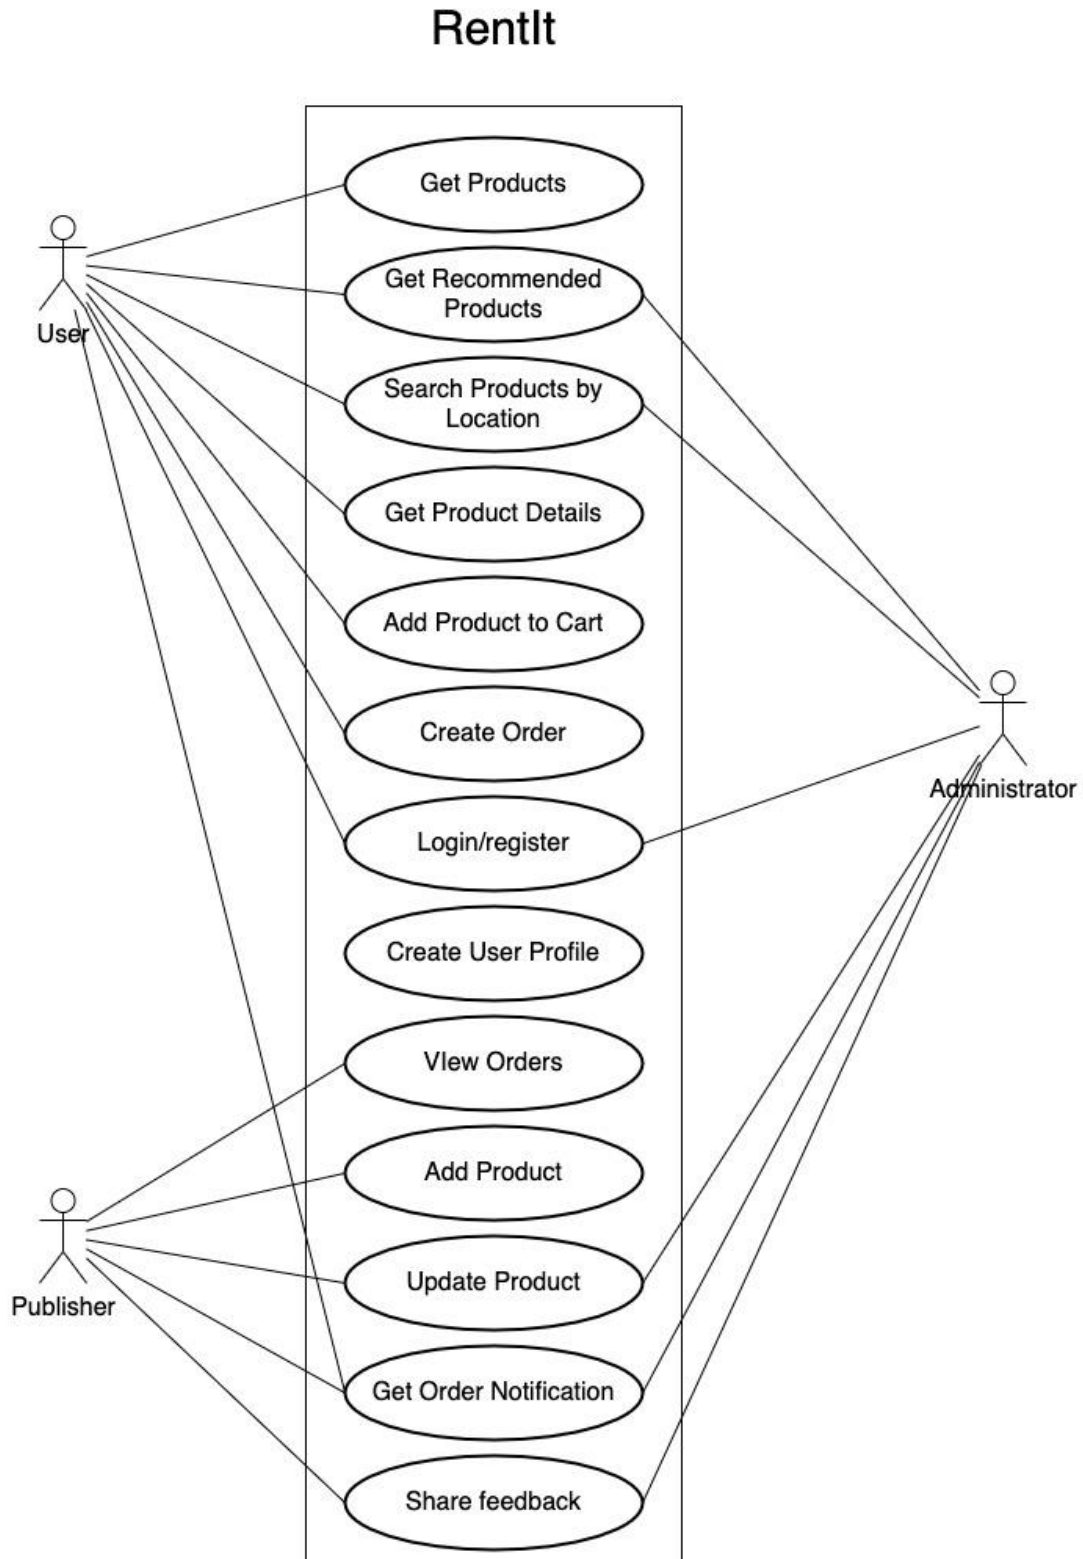 RentIt
Get Products
Get Recommended
Products
User
Search Products by
Location
Get Product Details
Add Product to Cart
Create Order
Administrator
Login/register
Create User Profile
VIew Orders
Add Product
Update Product
Publisher
Get Order Notification
Share feedback